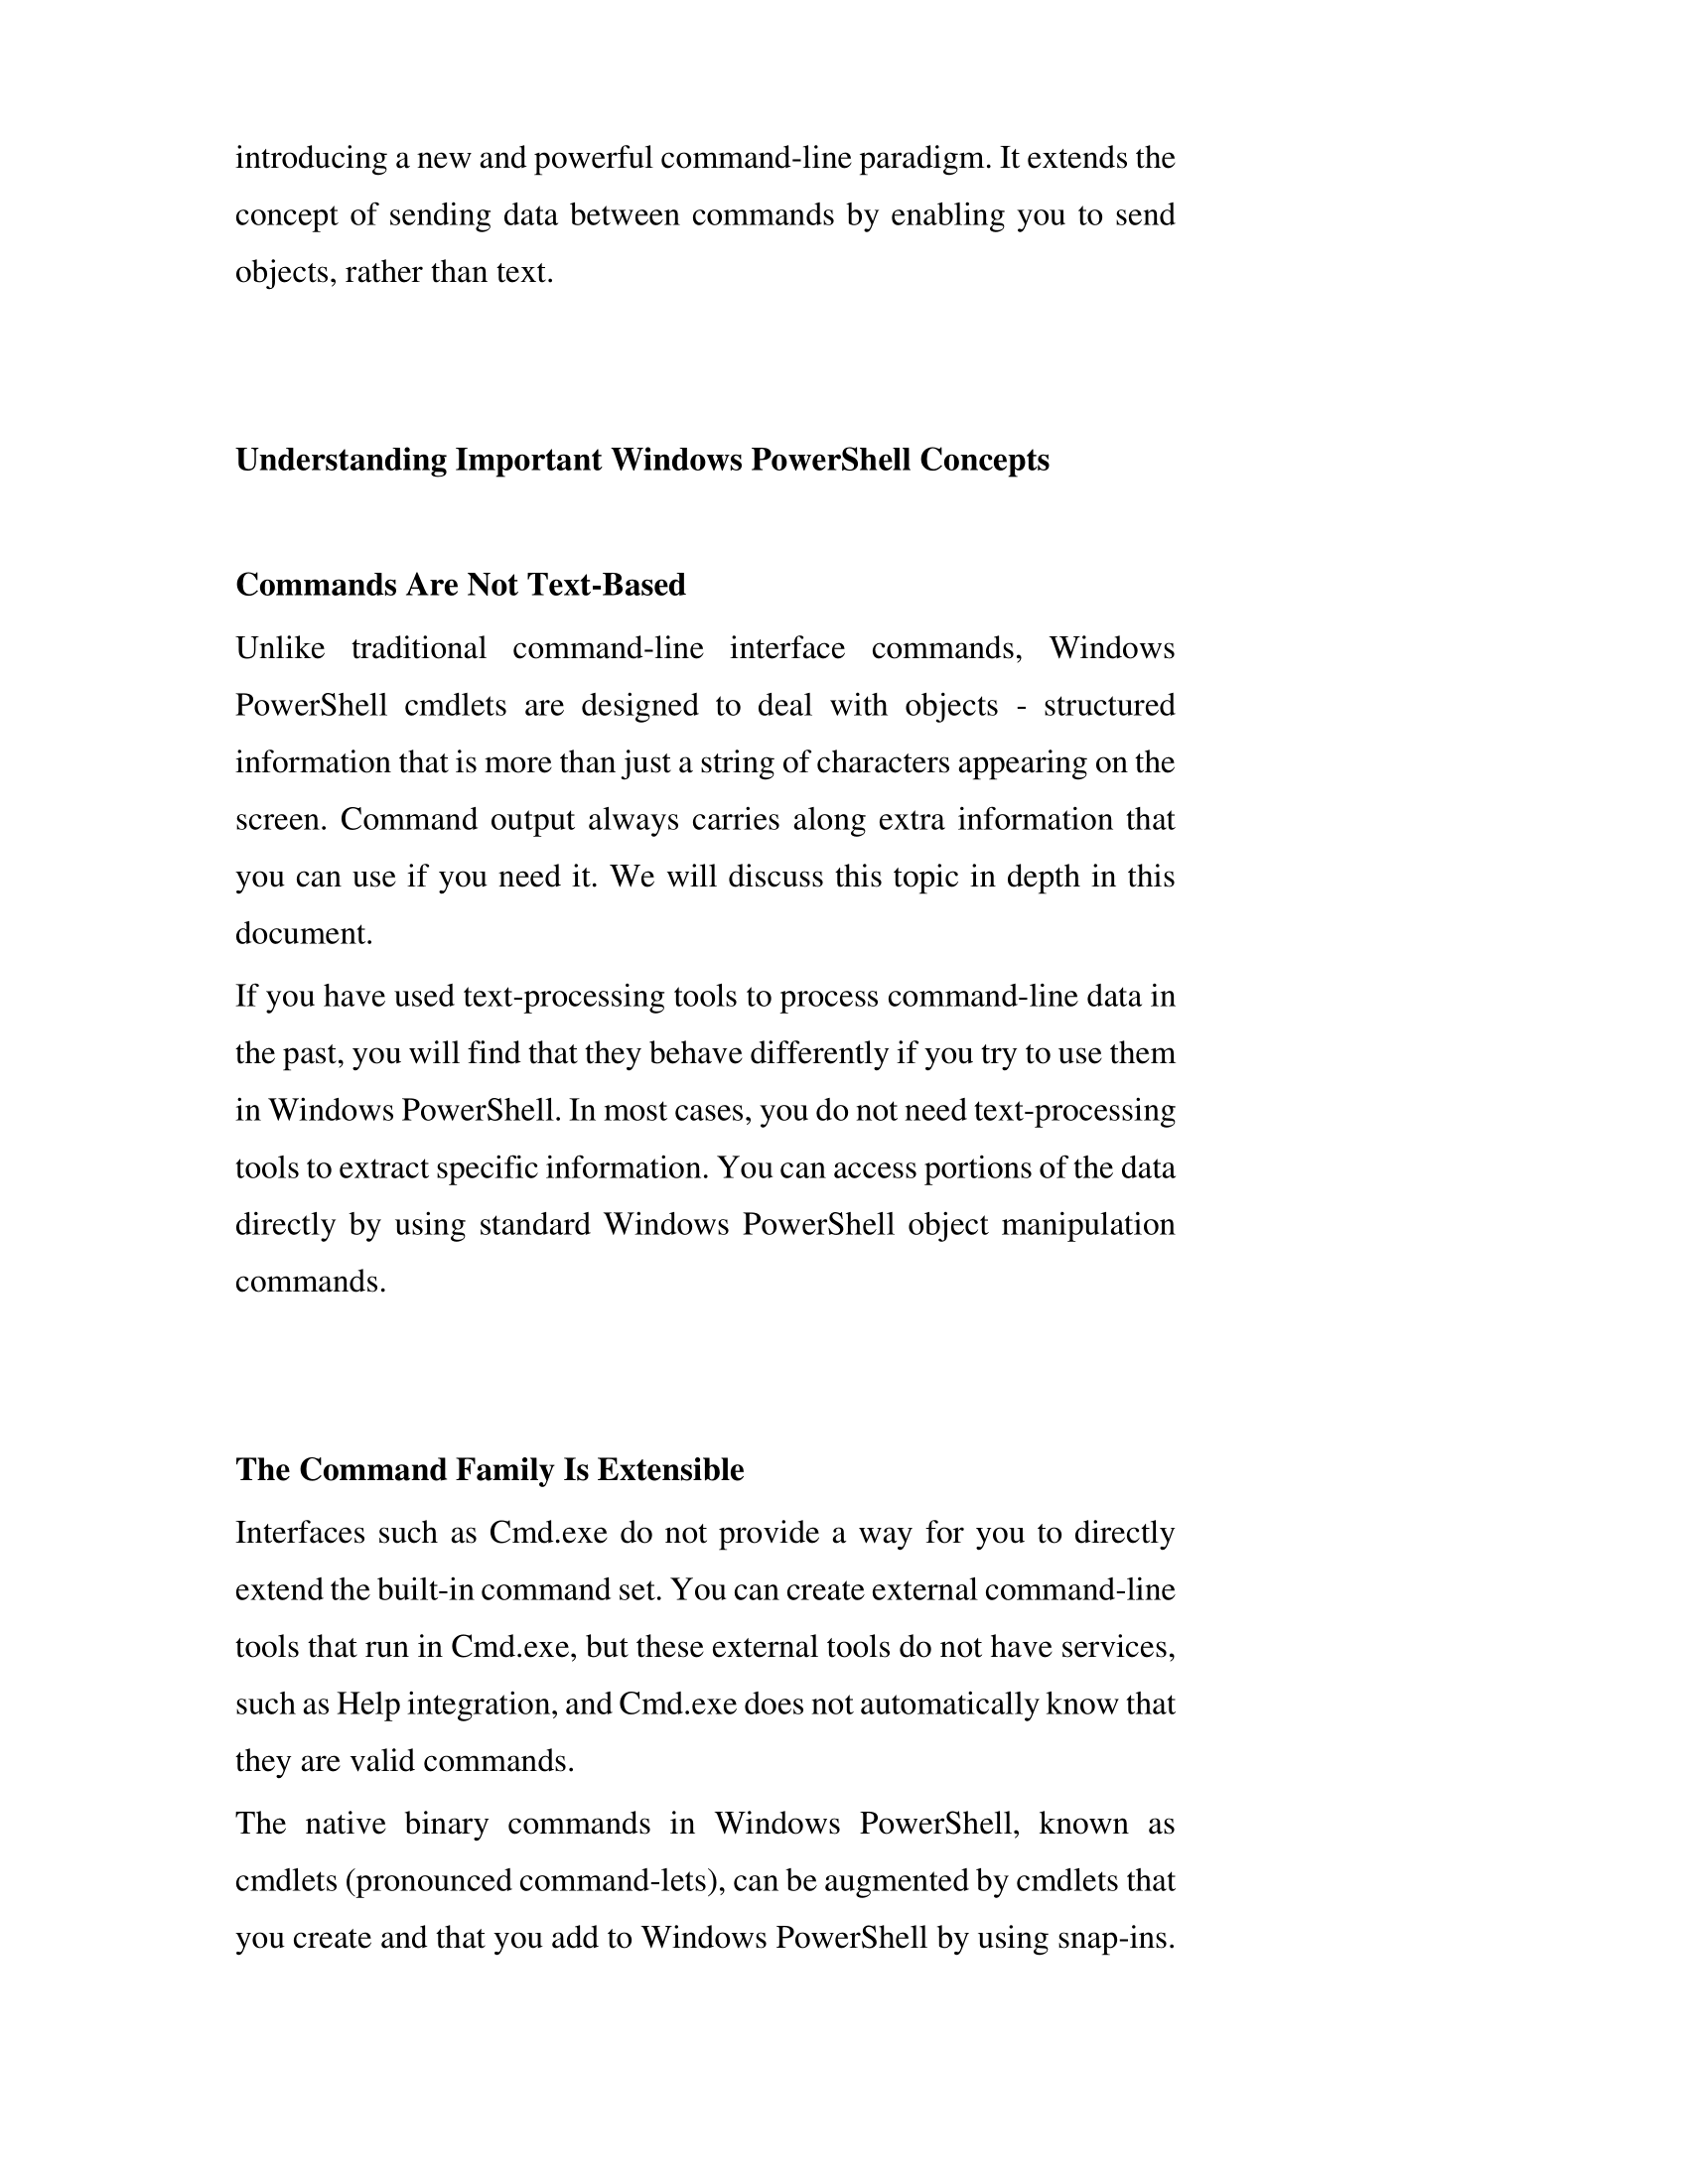 introducing a new and powerful command-line paradigm. It extends the
concept of sending data between commands by enabling you to send
objects, rather than text.
Understanding Important Windows PowerShell Concepts
Commands Are Not Text-Based
Unlike traditional command-line interface commands, Windows
PowerShell cmdlets are designed to deal with objects - structured
information that is more than just a string of characters appearing on the
screen. Command output always carries along extra information that
you can use if you need it. We will discuss this topic in depth in this
document.
If you have used text-processing tools to process command-line data in
the past, you will find that they behave differently if you try to use them
in Windows PowerShell. In most cases, you do not need text-processing
tools to extract specific information. You can access portions of the data
directly by using standard Windows PowerShell object manipulation
commands.
The Command Family Is Extensible
Interfaces such as Cmd.exe do not provide a way for you to directly
extend the built-in command set. You can create external command-line
tools that run in Cmd.exe, but these external tools do not have services,
such as Help integration, and Cmd.exe does not automatically know that
they are valid commands.
The native binary commands in Windows PowerShell, known as
cmdlets (pronounced command-lets), can be augmented by cmdlets that
you create and that you add to Windows PowerShell by using snap-ins.